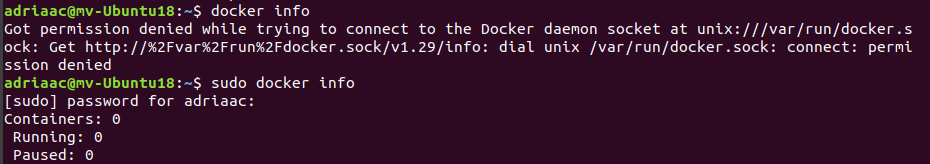 adriaac@mv-Ubuntu18:~$ docker info
Got permission denied while trying to connect to the Docker daemon socket at unix:///var/run/docker.s
ock: Get http://%2Fvar%2Frun%2Fdocker.sock/v1.29/info: dial unix /var/run/docker.sock: connect: permi
ssion denied
adriaac@mv-Ubuntu18:~$ sudo docker info
[sudo] password for adriaac:
Containers: 0
 Running: 0
 Paused: 0